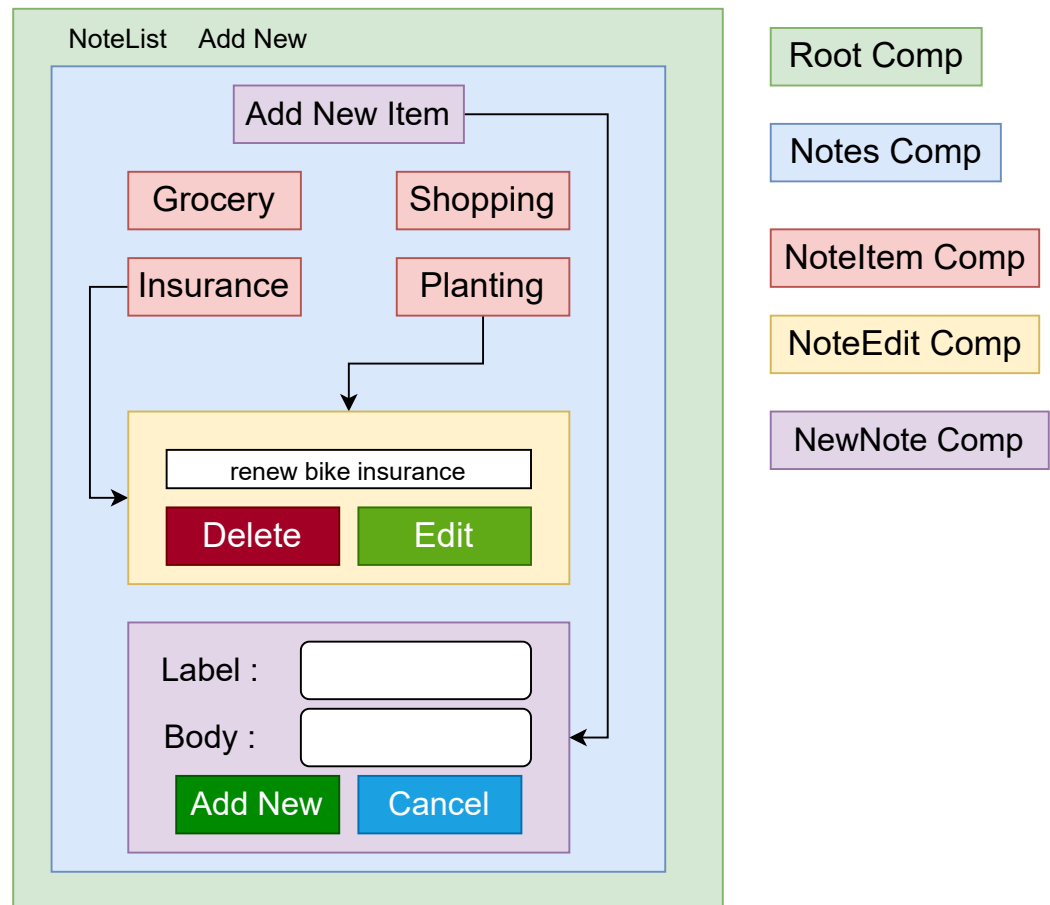 NoteList Add New
Add New Item
Grocery Shopping
Insurance Planting
renew bike insurance
Delete Edit
Label :
Body :
Add New Cancel
Root Comp
Notes Comp
NoteItem Comp
NoteEdit Comp
NewNote Comp